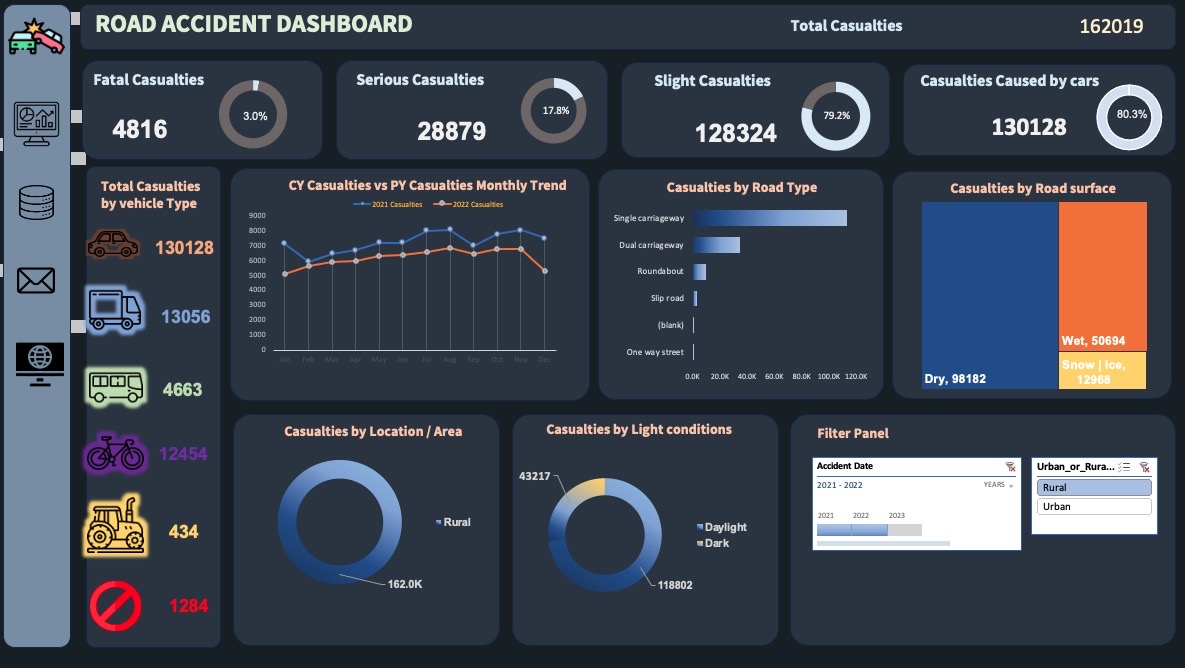 ROAD ACCIDENT DASHBOARD
Total Casualties
162019
Fatal Casualties
4816
3.0%
Serious Casualties
28879
17.8%
Slight Casualties
128324
79.2%
Casualties Caused by cars
130128
80.3%
Total Casualties
by vehicle Type
130128
13056
4663
12454
434
1284
CY Casualties vs PY Casualties Monthly Trend
2021 Casualties
2022 Casualties
9000
8000
7000
6000
5000
4000
3000
2000
1000
0
Jan Feb Mar Apr May Jun Jul Aug Sep Oct Nov Dec
Casualties by Road Type
Single carriageway
Dual carriageway
Roundabout
Slip road
(blank)
One way street
0.0K 20.0K 40.0K 60.0K 80.0K 100.0K 120.0K
Casualties by Road surface
Dry, 98182
Wet, 50694
Snow | Ice,
12968
Casualties by Location / Area
Rural
162.0K
Casualties by Light conditions
43217
118802
Daylight
Dark
Filter Panel
Accident Date
2021 - 2022
YEARS
2021 2022 2023
Urban_or_Rura...
Rural
Urban